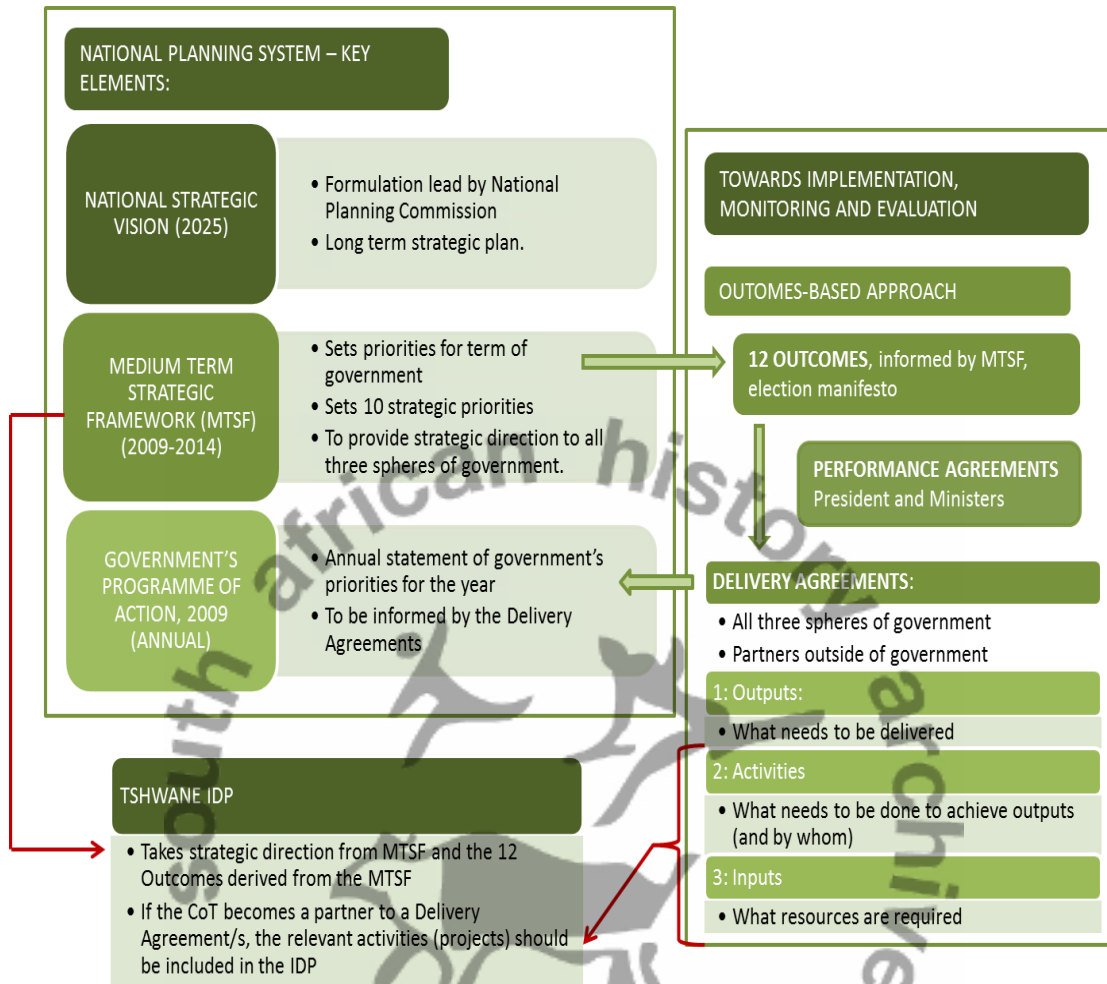 NATIONAL PLANNING SYSTEM – KEY
ELEMENTS:
NATIONAL STRATEGIC
VISION (2025)
• Formulation lead by National
Planning Commission
• Long term strategic plan.
MEDIUM TERM
STRATEGIC
FRAMEWORK (MTSF)
(2009-2014)
• Sets priorities for term of
government
• Sets 10 strategic priorities
• To provide strategic direction to all
three spheres of government.
GOVERNMENT’S
PROGRAMME OF
ACTION, 2009
(ANNUAL)
• Annual statement of government’s
priorities for the year
• To be informed by the Delivery
Agreements
TOWARDS IMPLEMENTATION,
MONITORING AND EVALUATION
OUTCOMES-BASED APPROACH
12 OUTCOMES, informed by MTSF,
election manifesto
PERFORMANCE AGREEMENTS
President and Ministers
DELIVERY AGREEMENTS:
• All three spheres of government
• Partners outside of government
1: Outputs:
• What needs to be delivered
2: Activities
• What needs to be done to achieve outputs
(and by whom)
3: Inputs
• What resources are required
TSHWANE IDP
• Takes strategic direction from MTSF and the 12
Outcomes derived from the MTSF
• If the CoT becomes a partner to a Delivery
Agreement/s, the relevant activities (projects) should
be included in the IDP
south african history archive